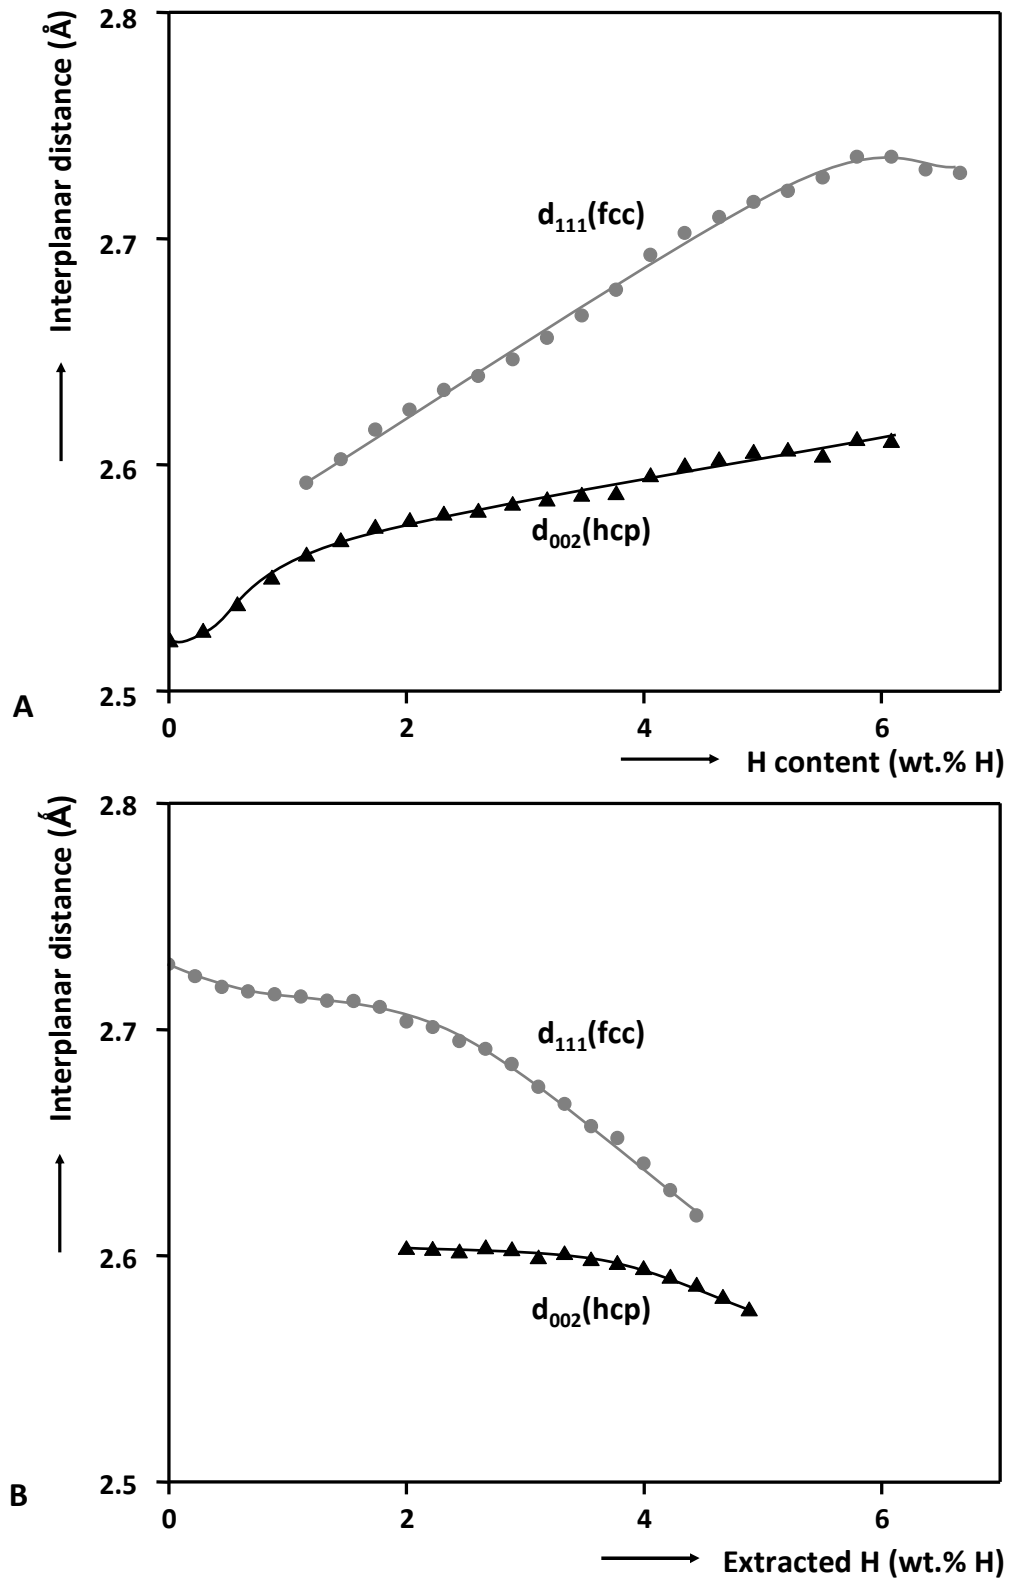 Interplanar distance (Å)
2.8
2.7
2.6
2.5
d₁₁₁(fcc)
d₀₀₂(hcp)
A
0 2 4 6
H content (wt.% H)
Interplanar distance (Ǻ)
2.8
2.7
2.6
2.5
d₁₁₁(fcc)
d₀₀₂(hcp)
B
0 2 4 6
Extracted H (wt.% H)